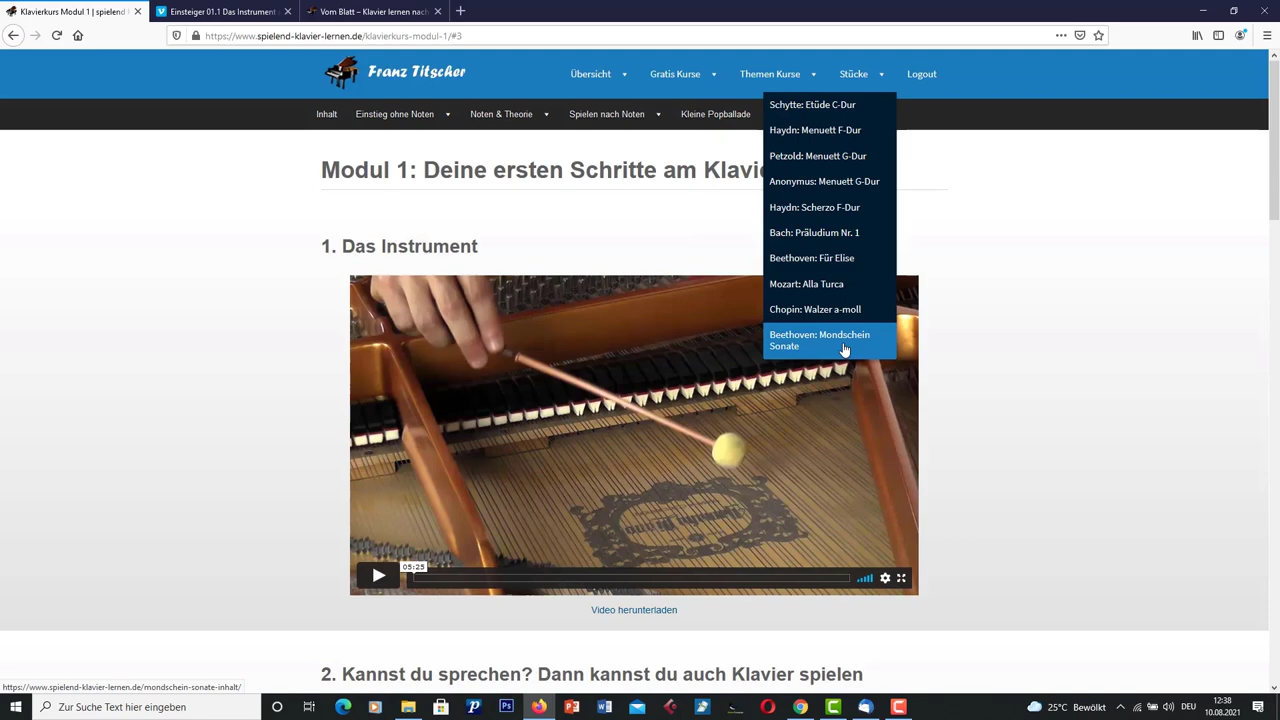 Klavierkurs Modul 1 | spielend
Einsteiger 01.1 Das Instrument
Vom Blatt – Klavier lernen nach
https://www.spielend-klavier-lernen.de/klavierkurs-modul-1/#3
Franz Titscher
Übersicht
Gratis Kurse
Themen Kurse
Stücke
Logout
Inhalt
Einstieg ohne Noten
Noten & Theorie
Spielen nach Noten
Kleine Popballade
Schytte: Etüde C-Dur
Haydn: Menuett F-Dur
Petzold: Menuett G-Dur
Anonymus: Menuett G-Dur
Haydn: Scherzo F-Dur
Bach: Präludium Nr. 1
Beethoven: Für Elise
Mozart: Alla Turca
Chopin: Walzer a-moll
Beethoven: Mondschein
Sonate
Modul 1: Deine ersten Schritte am
1. Das Instrument
05:25
Video herunterladen
2. Kannst du sprechen? Dann kannst du auch Klavier spielen
https://www.spielend-klavier-lernen.de/mondschein-sonate-inhalt/
Zur Suche Text hier eingeben
25°C Bewölkt
DEU
12:38
10.08.2021